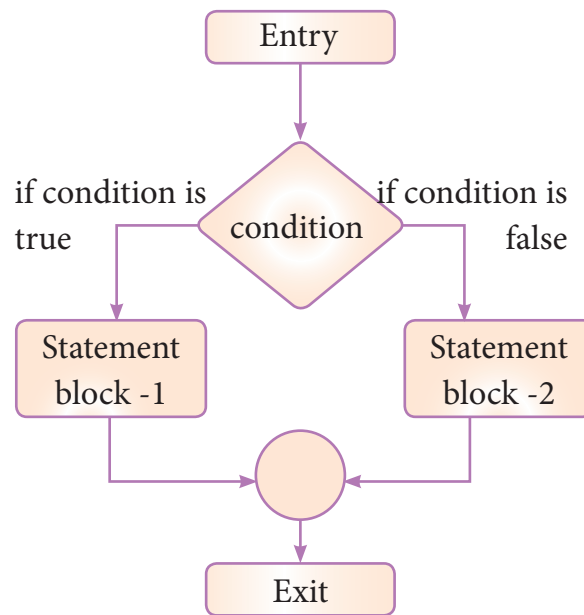 Entry
if condition is
true
condition
if condition is
false
Statement
block -1
Statement
block -2
Exit